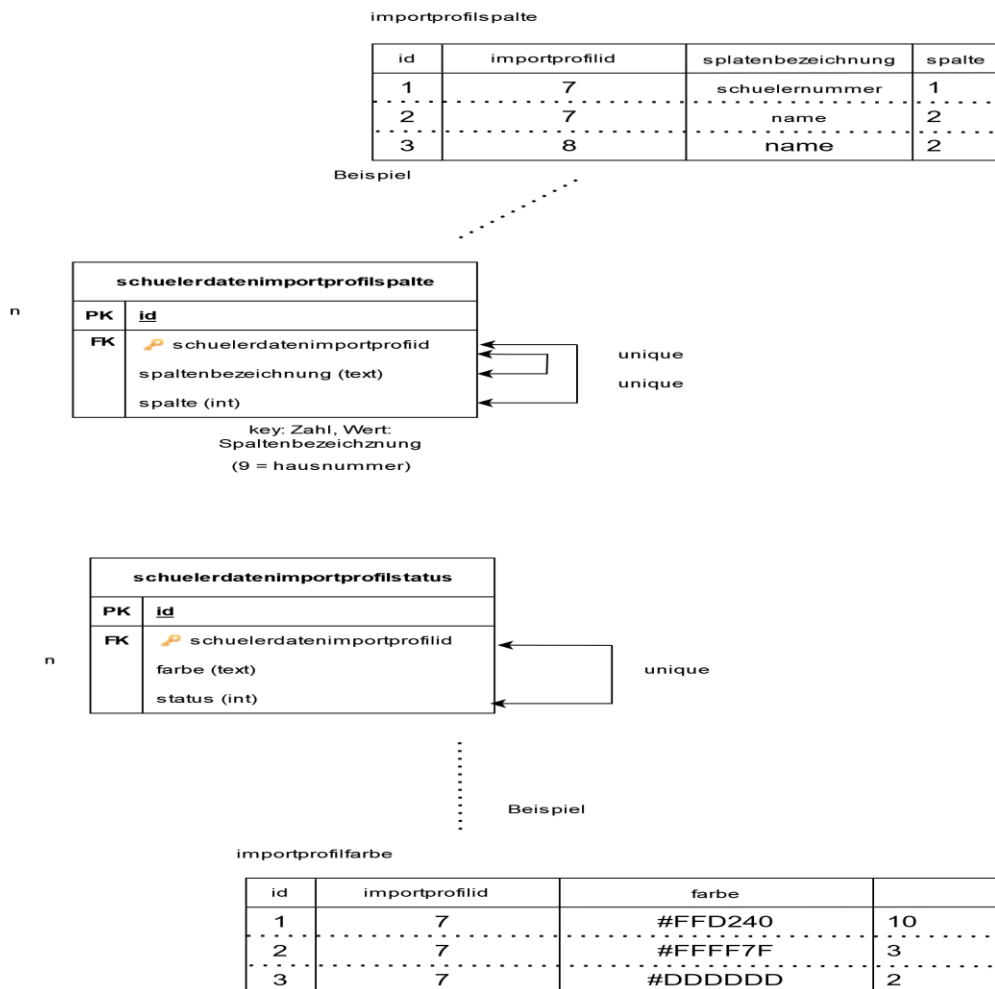 importprofilspalte
id importprofilid splatenbezeichnung spalte
1 7 schuelernummer 1
2 7 name 2
3 8 name 2
Beispiel
schuelerdatenimportprofilspalte
n
PK id
FK schuelerdatenimportprofiid
spaltenbezeichnung (text)
spalte (int)
unique
unique
key: Zahl, Wert:
Spaltenbezeichznung
(9 = hausnummer)
schuelerdatenimportprofilstatus
PK id
FK schuelerdatenimportprofilid
n
farbe (text)
status (int)
unique
Beispiel
importprofilfarbe
id importprofilid farbe
1 7 #FFD240 10
2 7 #FFFF7F 3
3 7 #DDDDDD 2